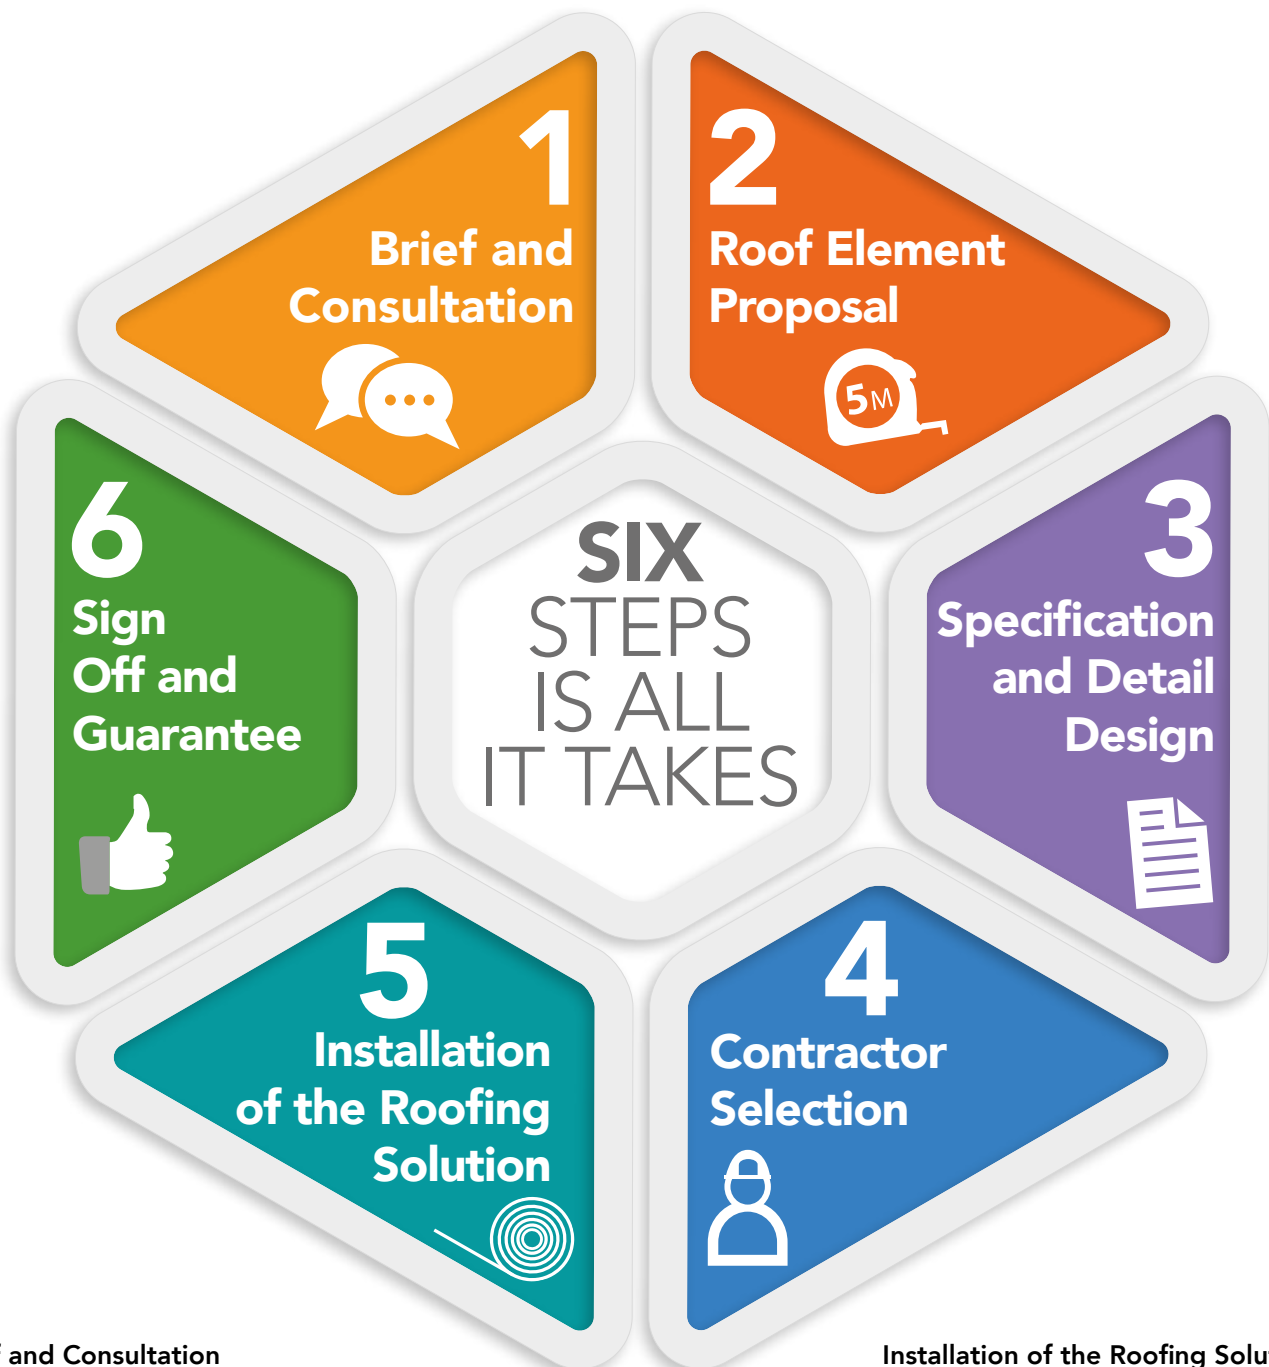 1
Brief and
Consultation
2
Roof Element
Proposal
5M
3
Specification
and Detail
Design
4
Contractor
Selection
5
Installation
of the Roofing
Solution
6
Sign
Off and
Guarantee
SIX
STEPS
IS ALL
IT TAKES
and Consultation
Installation of the Roofing